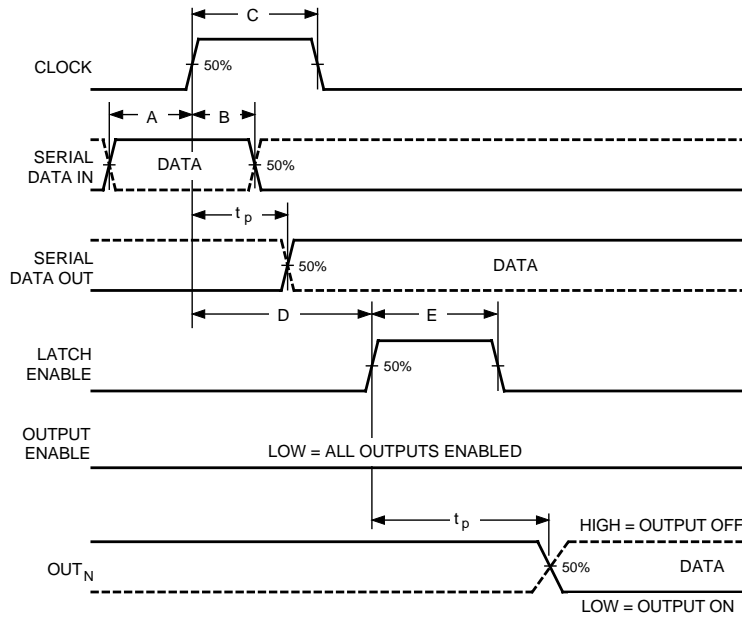 C
CLOCK
50%
A
B
SERIAL
DATA IN
DATA
50%
t p
SERIAL
DATA OUT
50%
DATA
D
E
LATCH
ENABLE
50%
OUTPUT
ENABLE
LOW = ALL OUTPUTS ENABLED
t p
HIGH = OUTPUT OFF
OUT N
50%
DATA
LOW = OUTPUT ON